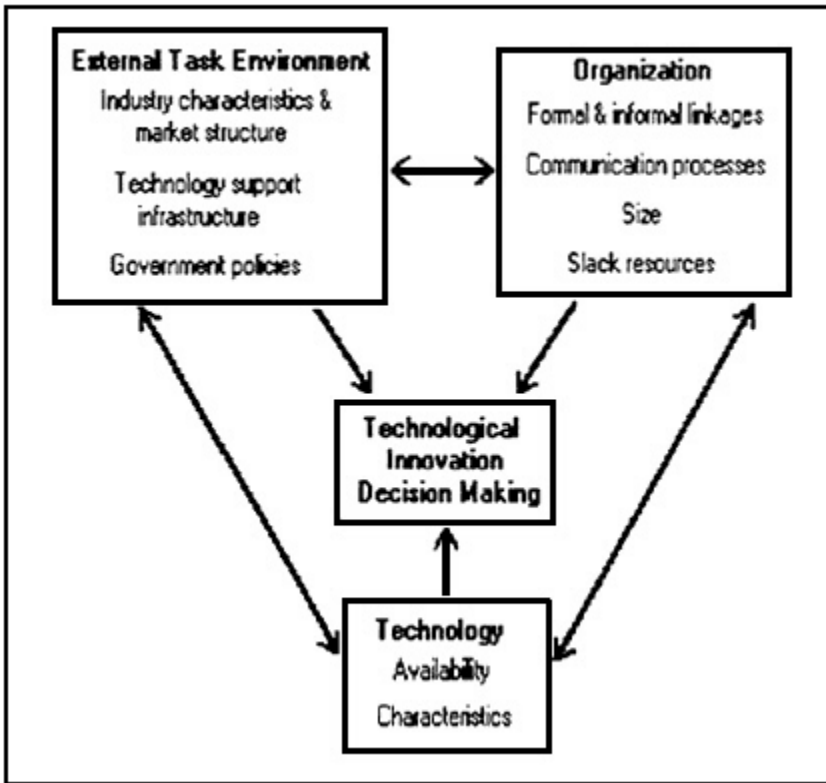 External Task Environment
Industry characteristics &
market structure
Technology support
infrastructure
Government policies
Organization
Formal & informal linkages
Communication processes
Size
Slack resources
Technological
Innovation
Decision Making
Technology
Availability
Characteristics